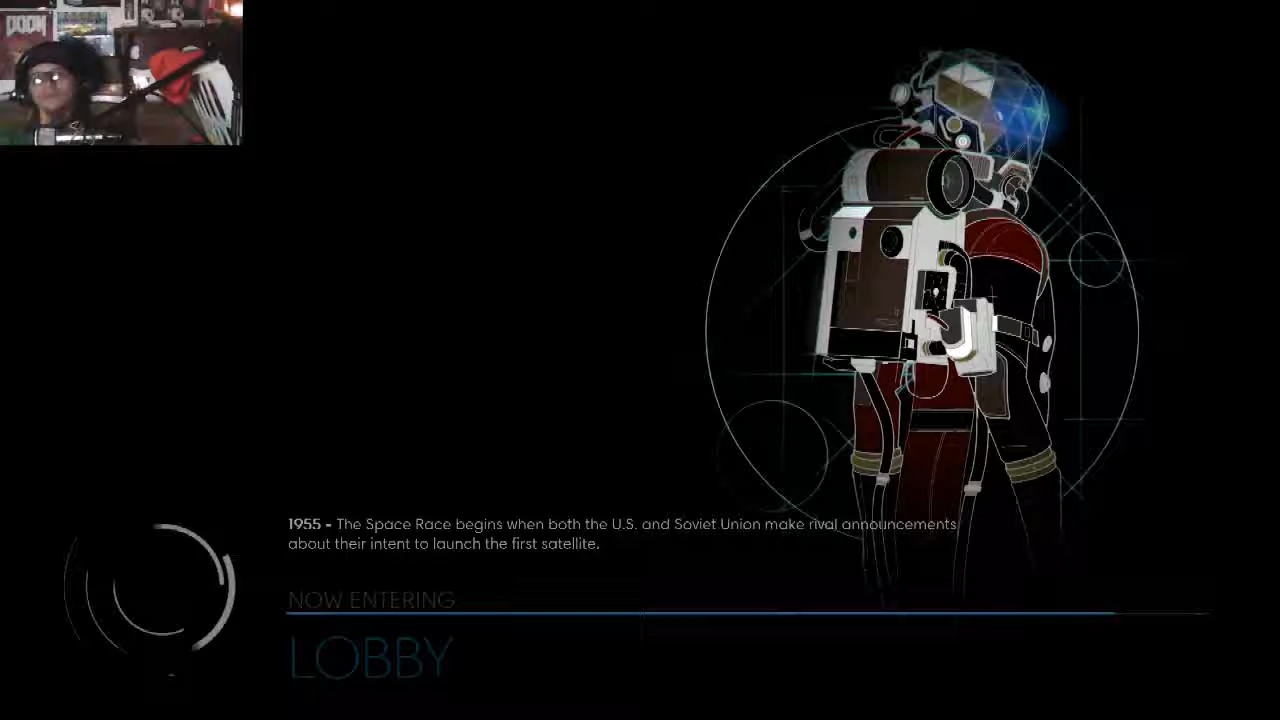 DOOM
1955 - The Space Race begins when both the U.S. and Soviet Union make rival announcements
about their intent to launch the first satellite.
NOW ENTERING
LOBBY